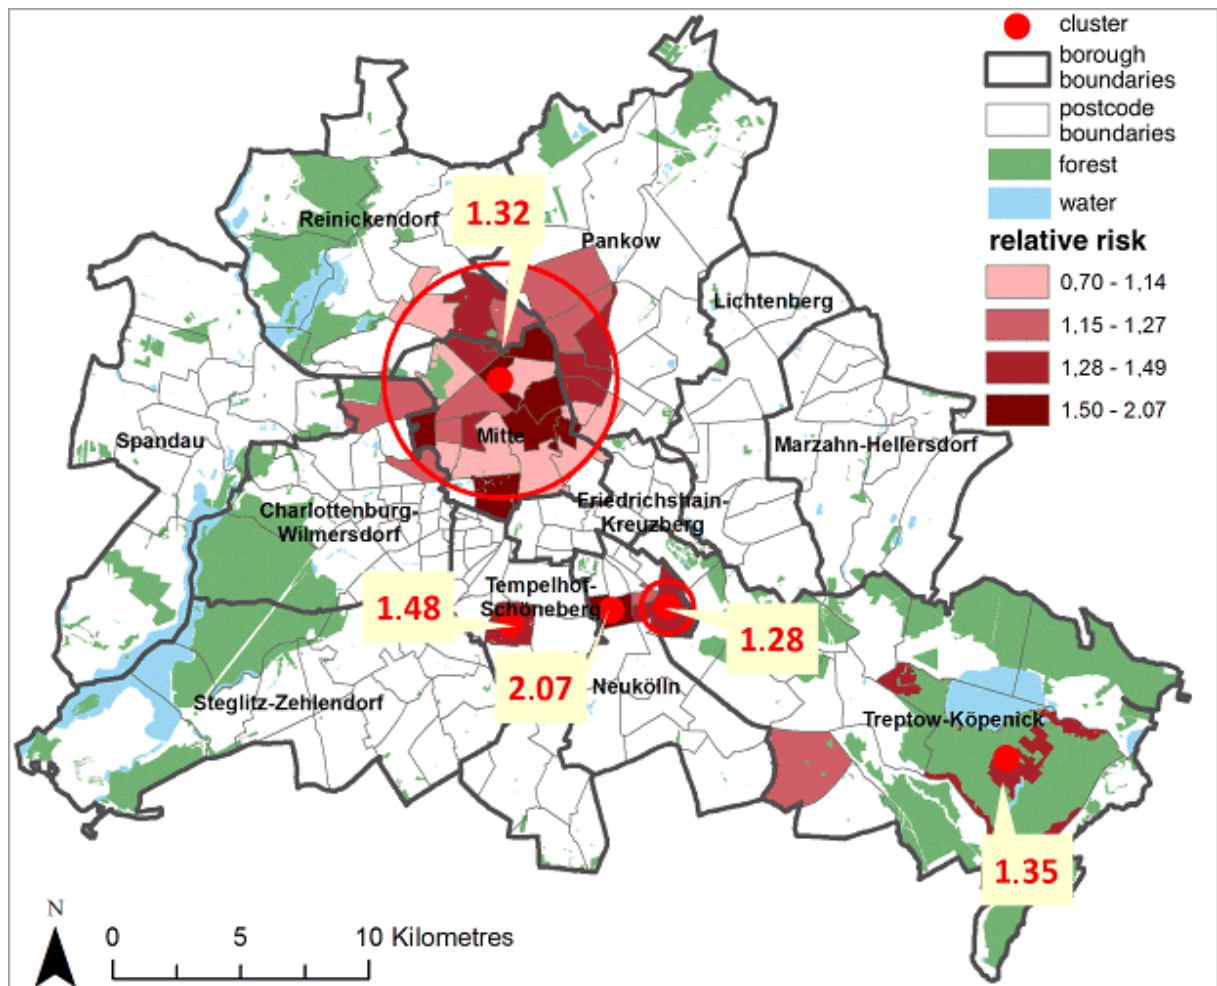 cluster
borough
boundaries
postcode
boundaries
forest
water
relative risk
0.70 - 1,14
1.15 - 1.27
1,28 - 1,49
1.50 - 2.07
Reinickendorf
1.32
Pankow
Lichtenberg
Spandau
Mitte
Marzahn-Hellersdorf
Charlottenburg-
Wilmersdorf
Friedrichshain-
Kreuzberg
1.48
Tempelhof-
Schöneberg
1.28
2.07
Neukölln
Steglitz-Zehlendorf
Treptow-Köpenick
1.35
N
0 5 10 Kilometres